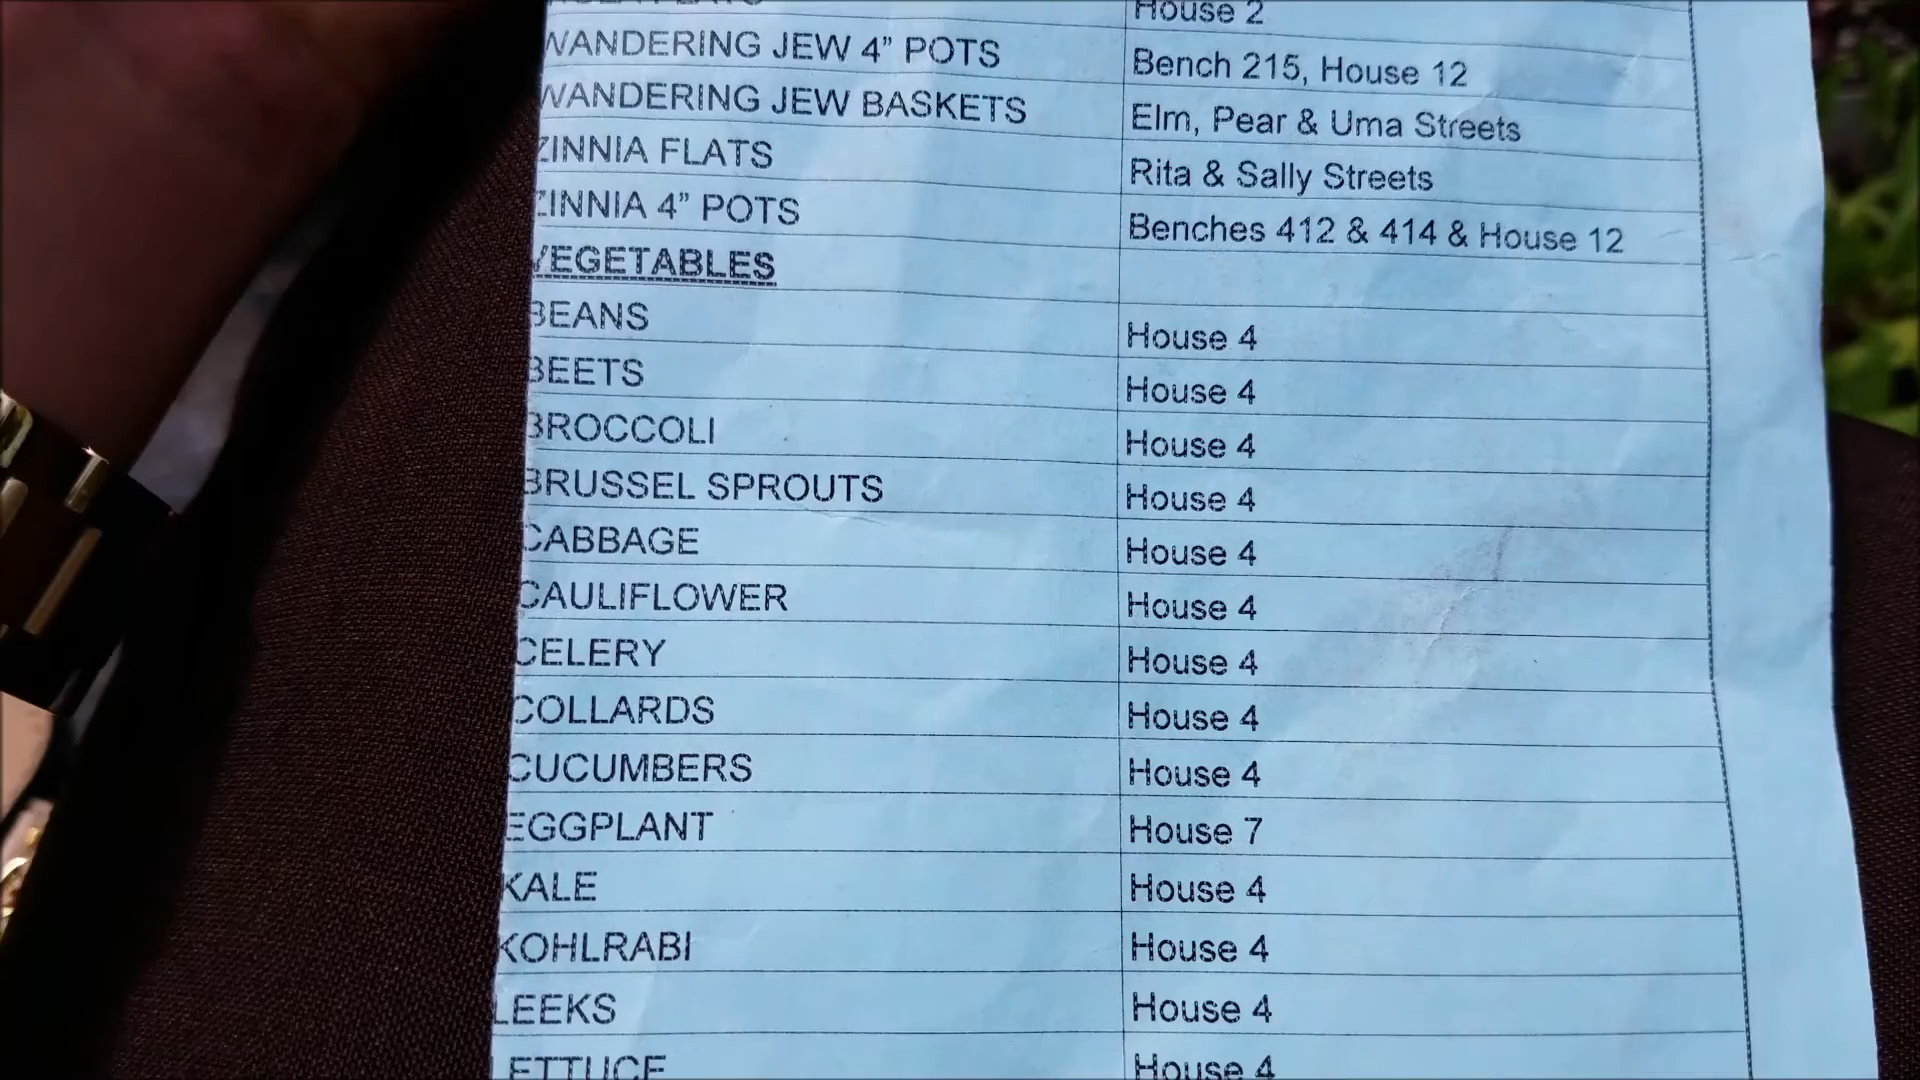 House 2
WANDERING JEW 4” POTS Bench 215, House 12
WANDERING JEW BASKETS Elm, Pear & Uma Streets
ZINNIA FLATS Rita & Sally Streets
ZINNIA 4” POTS Benches 412 & 414 & House 12
VEGETABLES
BEANS House 4
BEETS House 4
BROCCOLI House 4
BRUSSEL SPROUTS House 4
CABBAGE House 4
CAULIFLOWER House 4
CELERY House 4
COLLARDS House 4
CUCUMBERS House 4
EGGPLANT House 7
KALE House 4
KOHLRABI House 4
LEEKS House 4
LETTUCE House 4